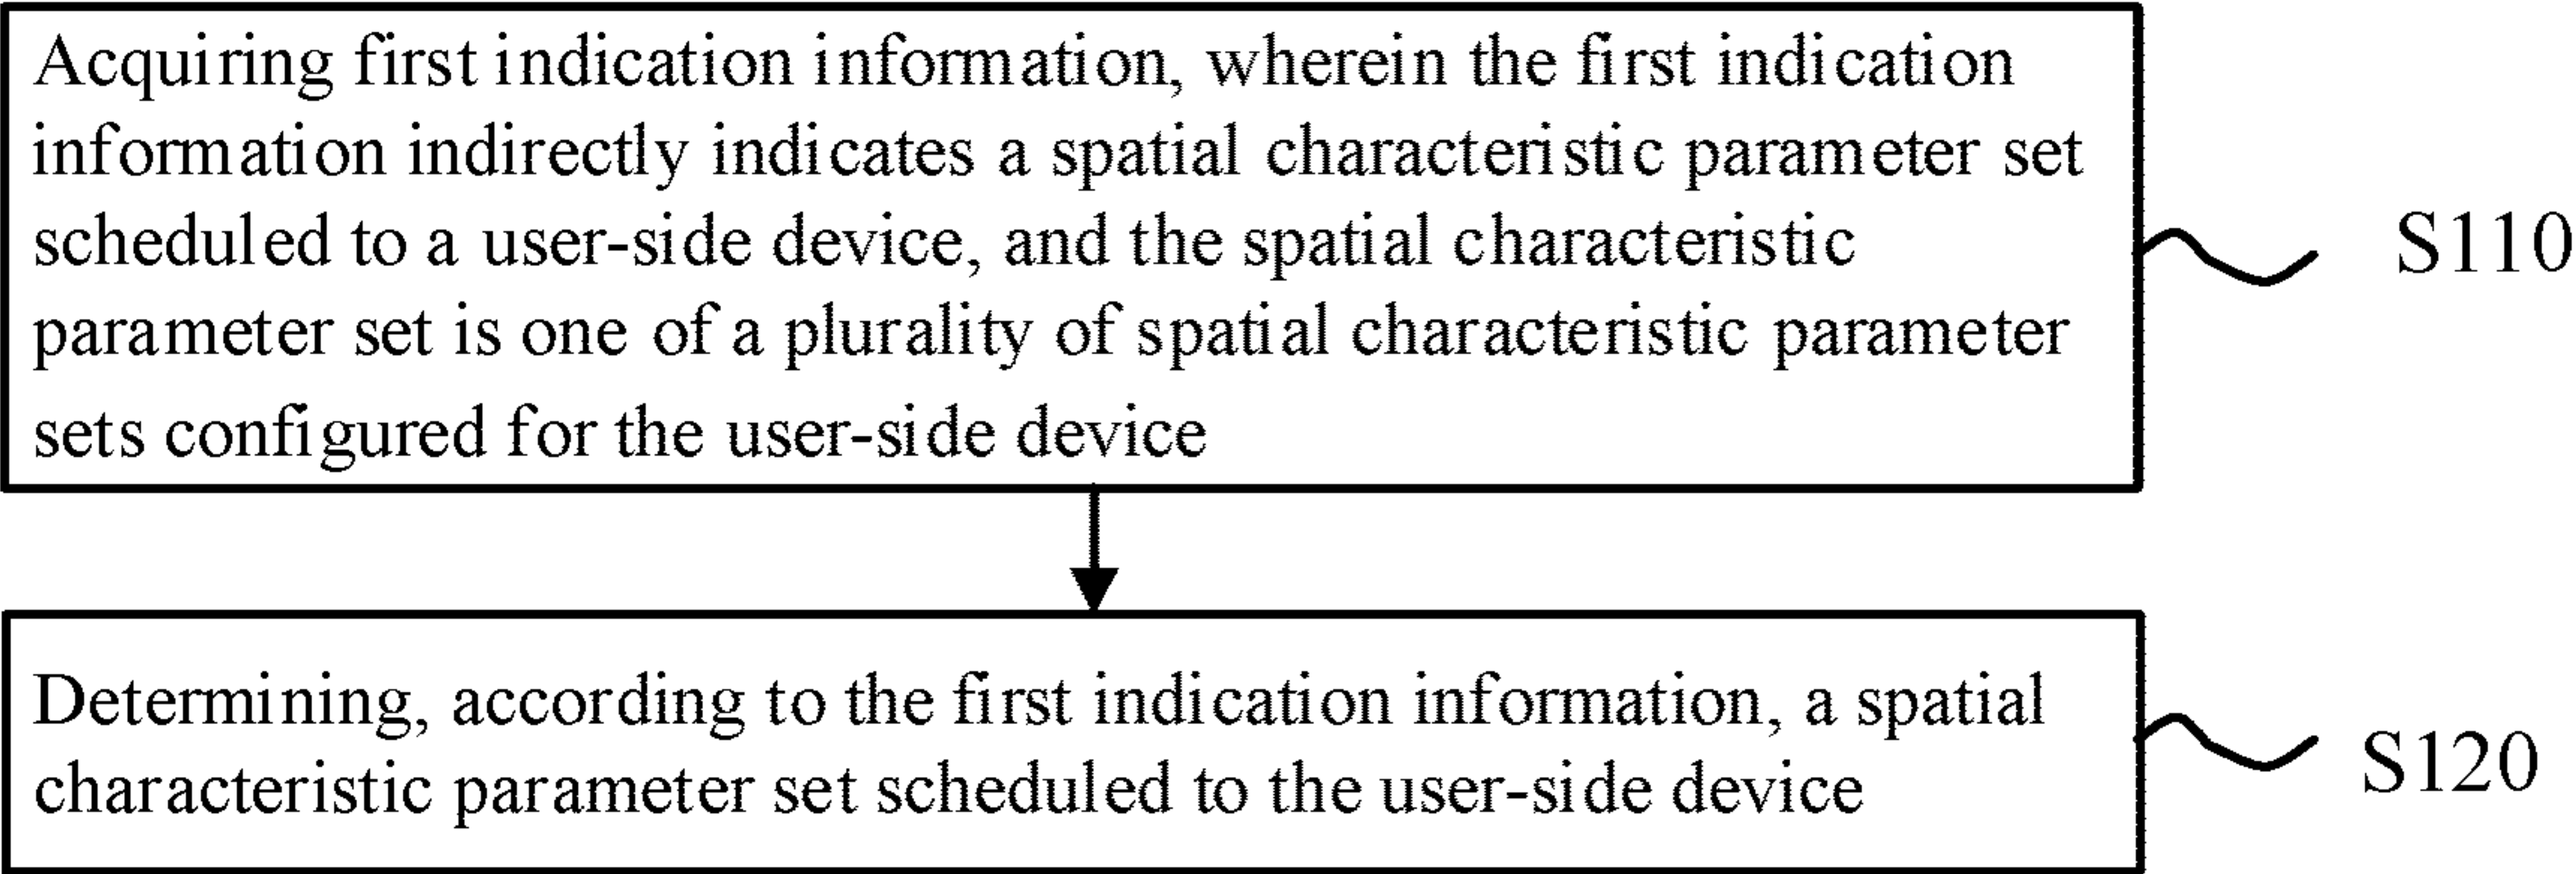 Acquiring first indication information, wherein the first indication
information indirectly indicates a spatial characteristic parameter set
scheduled to a user-side device, and the spatial characteristic
parameter set is one of a plurality of spatial characteristic parameter
sets configured for the user-side device
S110
Determining, according to the first indication information, a spatial
characteristic parameter set scheduled to the user-side device
S120